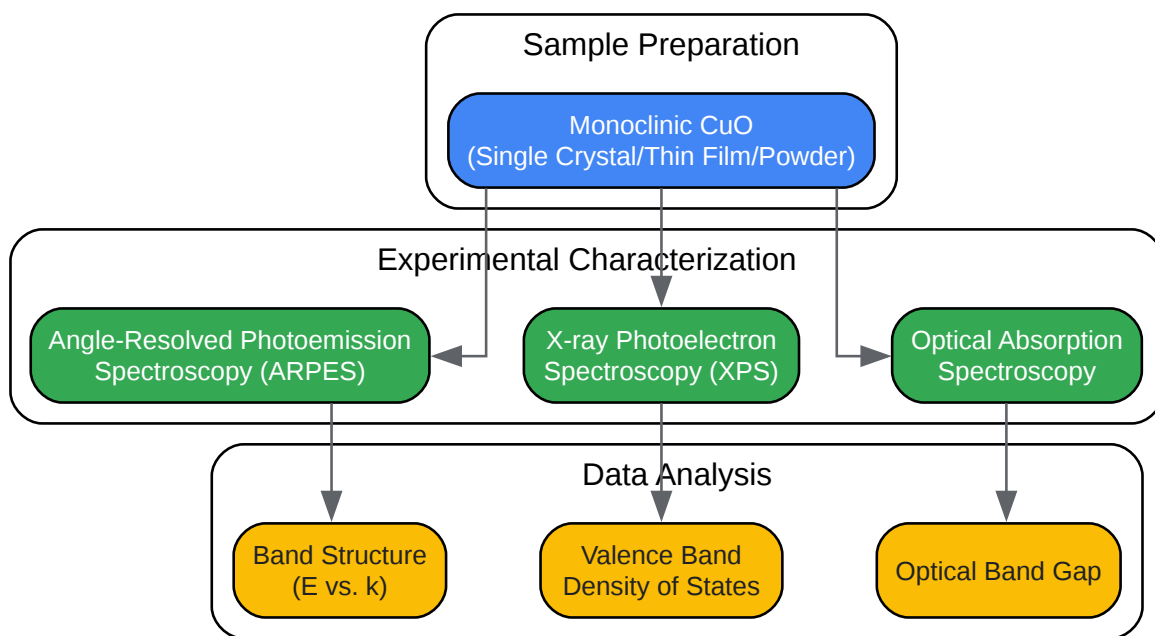 Sample Preparation
Monoclinic CuO
(Single Crystal/Thin Film/Powder)
Experimental Characterization
Angle-Resolved Photoemission
Spectroscopy (ARPES)
X-ray Photoelectron
Spectroscopy (XPS)
Optical Absorption
Spectroscopy
Data Analysis
Band Structure
(E vs. k)
Valence Band
Density of States
Optical Band Gap